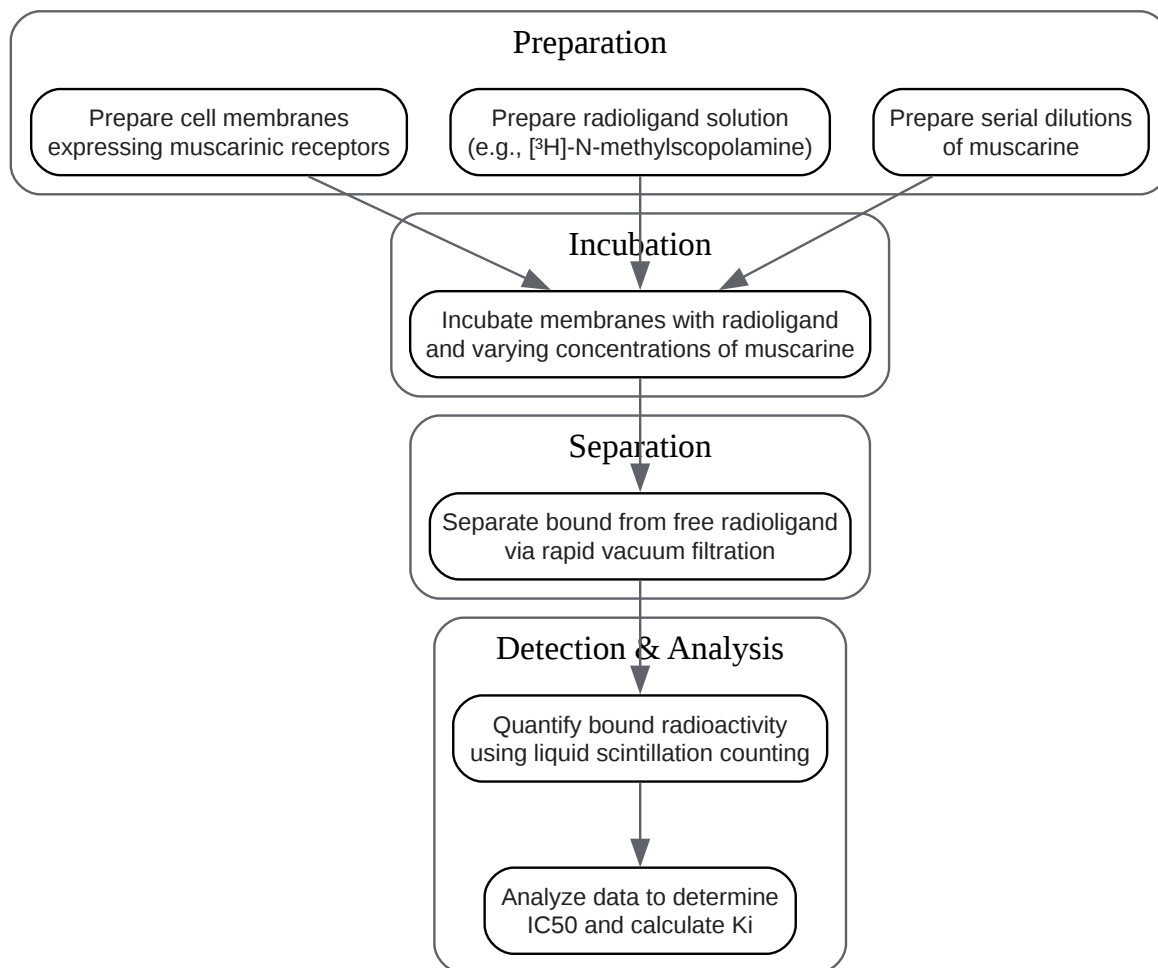 Preparation
Prepare cell membranes
expressing muscarinic receptors
Prepare radioligand solution
(e.g., [³H]-N-methylscopolamine)
Prepare serial dilutions
of muscarine
Incubation
Incubate membranes with radioligand
and varying concentrations of muscarine
Separation
Separate bound from free radioligand
via rapid vacuum filtration
Detection & Analysis
Quantify bound radioactivity
using liquid scintillation counting
Analyze data to determine
IC50 and calculate Ki